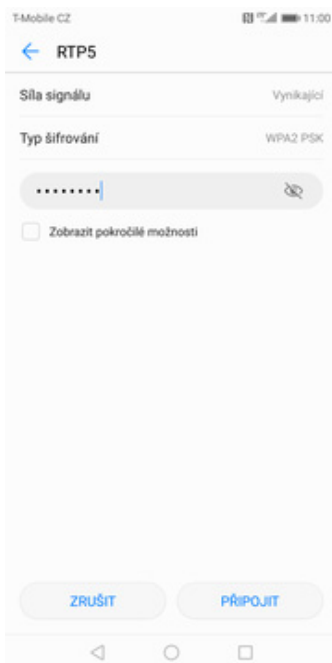 T-Mobile CZ 11:00
RTP5
Síla signálu Vynikající
Typ šifrování WPA2 PSK
••••••••
Zobrazit pokročilé možnosti
ZRUŠIT PŘIPOJIT